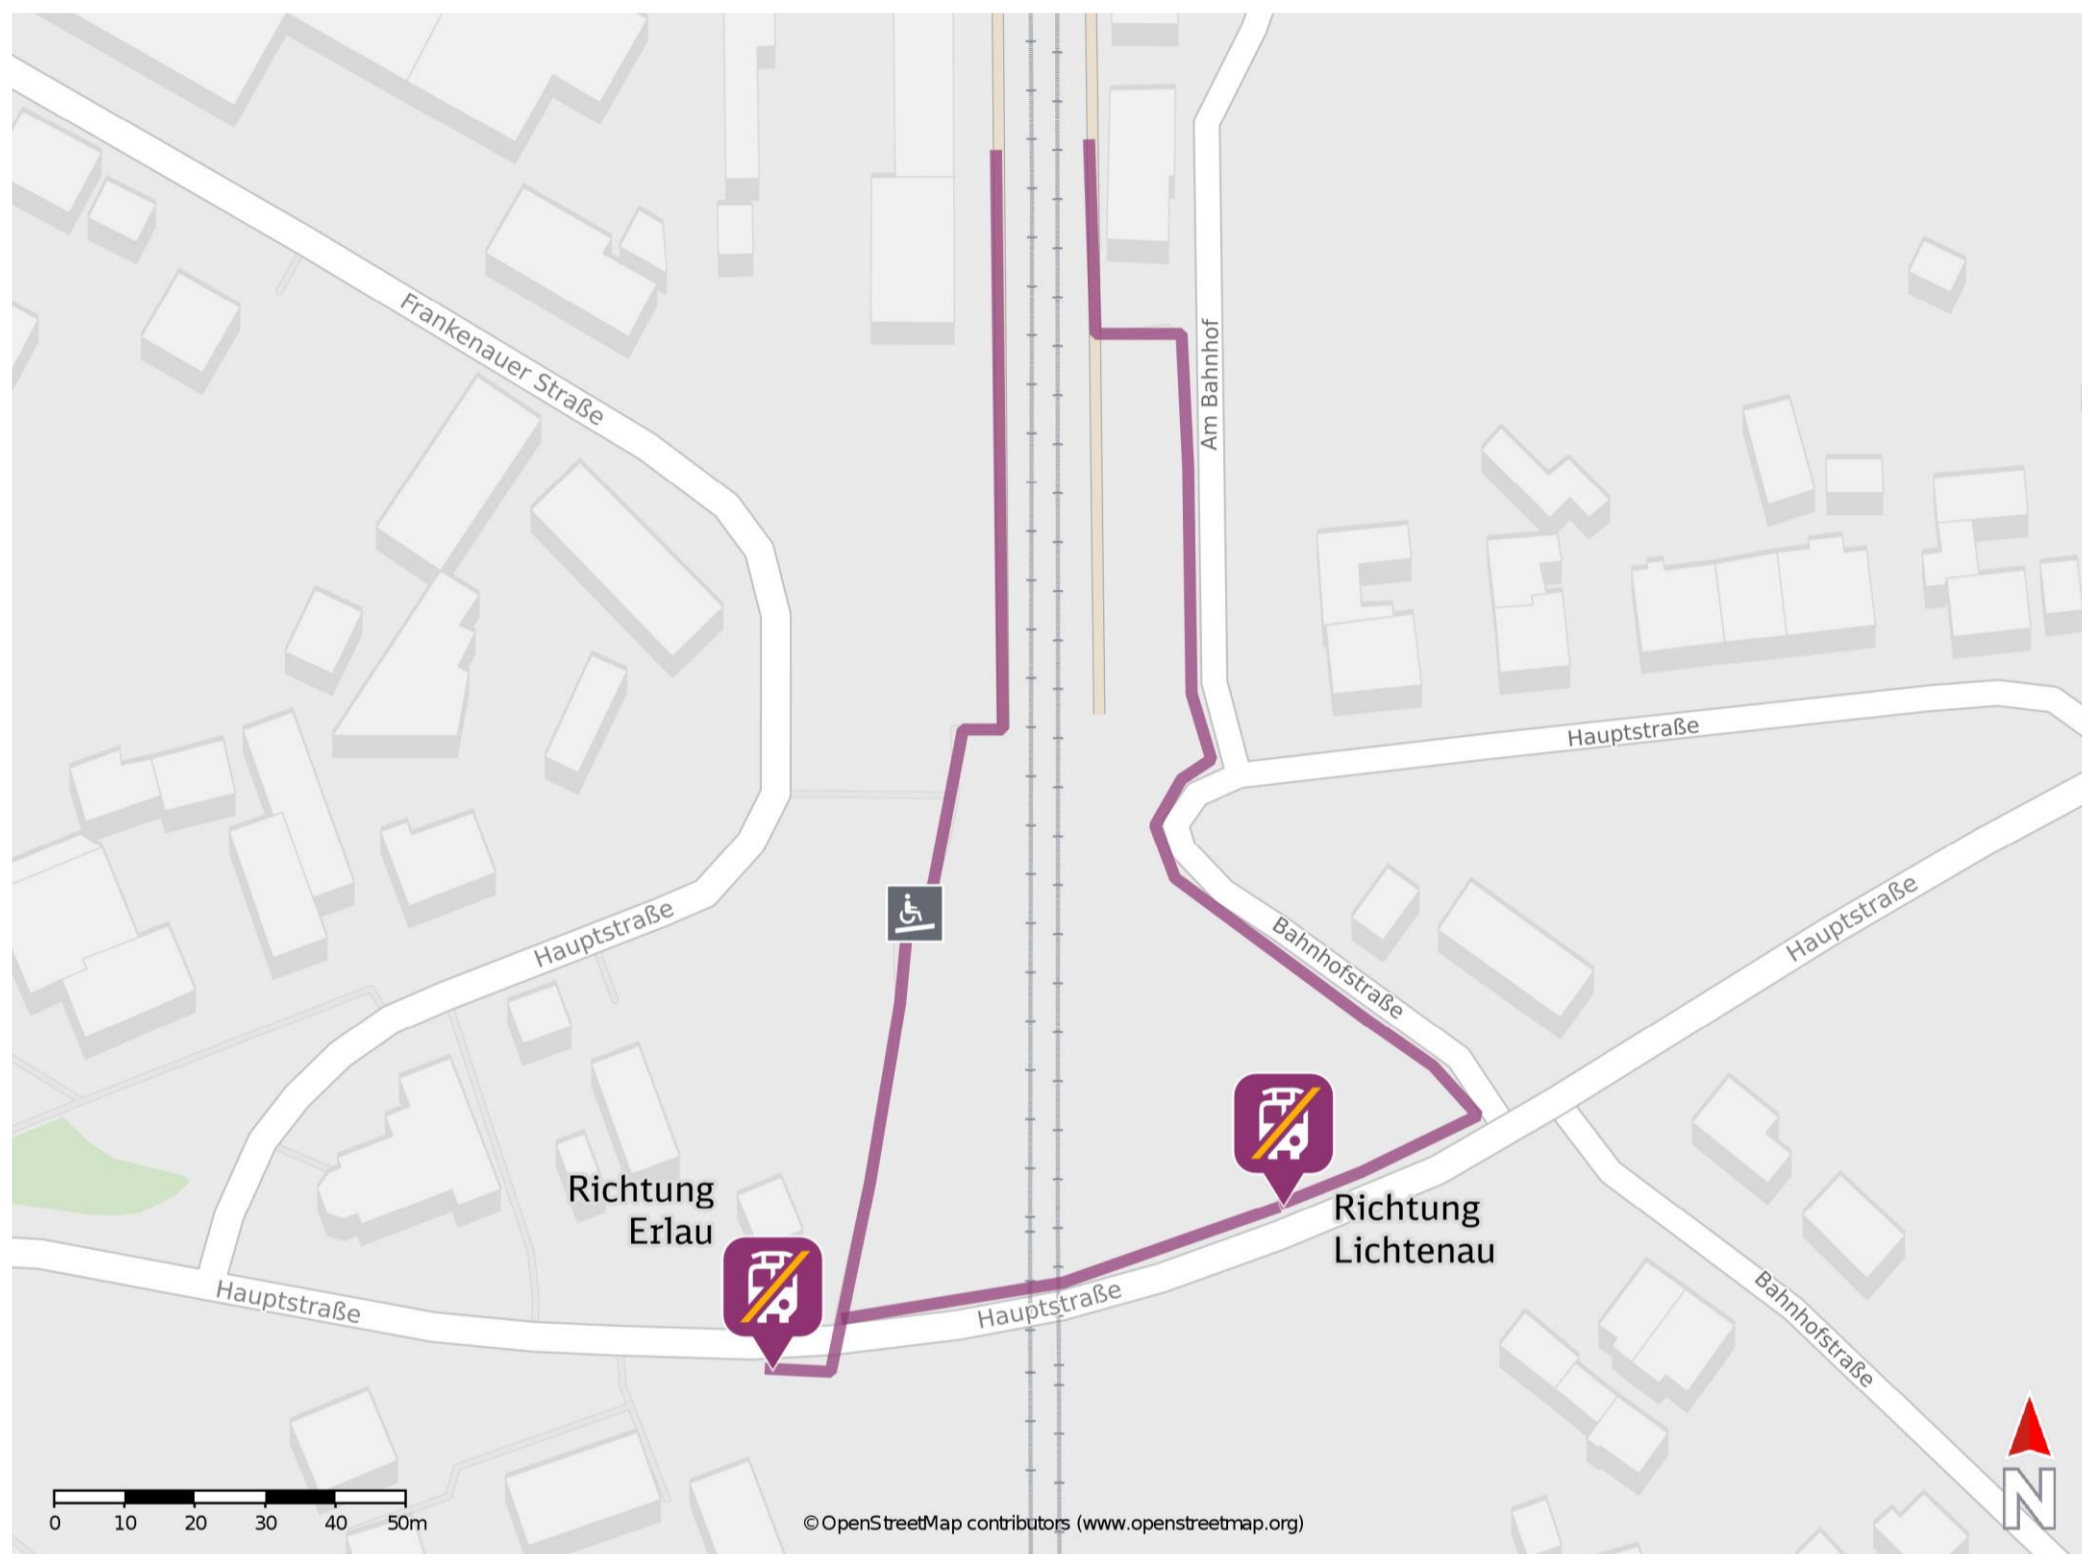 Frankenauer Straße
Am Bahnhof
Hauptstraße
Hauptstraße
Hauptstraße
Bahnhofstraße
Richtung
Erlau
Richtung
Lichtenau
Hauptstraße
Hauptstraße
Bahnhofstraße
N
0 10 20 30 40 50m
© OpenStreetMap contributors (www.openstreetmap.org)